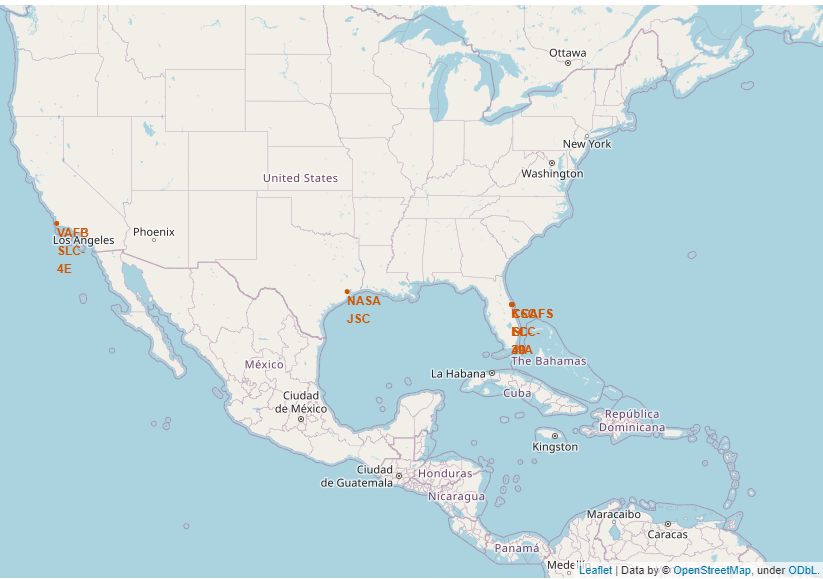 Ottawa
New York
Washington
United States
VAFB
SLC-
4E
Los Angeles
Phoenix
NASA
JSC
The Bahamas
La Habana
Cuba
México
Ciudad
de México
República
Dominicana
Kingston
Ciudad
de Guatemala
Honduras
Nicaragua
Maracaibo
Caracas
Panamá
Leaflet | Data by © OpenStreetMap, under ODbL.